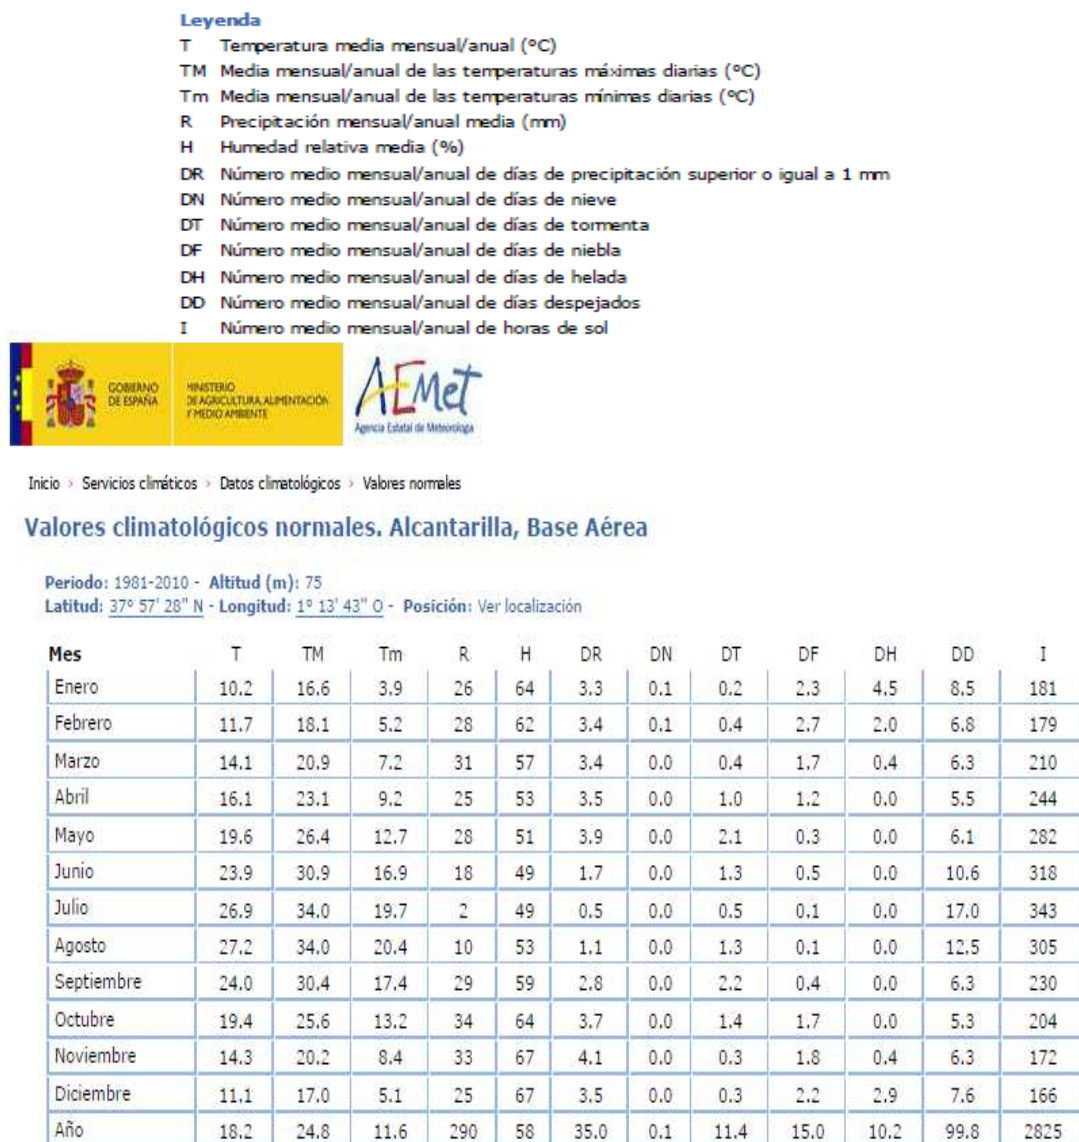 Leyenda
T Temperatura media mensual/anual (°C)
TM Media mensual/anual de las temperaturas máximas diarias (°C)
Tm Media mensual/anual de las temperaturas mínimas diarias (°C)
R Precipitación mensual/anual media (mm)
H Humedad relativa media (%)
DR Número medio mensual/anual de días de precipitación superior o igual a 1 mm
DN Número medio mensual/anual de días de nieve
DT Número medio mensual/anual de días de tormenta
DF Número medio mensual/anual de días de niebla
DH Número medio mensual/anual de días de helada
DD Número medio mensual/anual de días despejados
I Número medio mensual/anual de horas de sol
GOBIERNO
DE ESPAÑA
MINISTERIO
DE AGRICULTURA, ALIMENTACIÓN
Y MEDIO AMBIENTE
AEMet
Agencia Estatal de Meteorología
Inicio > Servicios climáticos > Datos climatológicos > Valores normales
Valores climatológicos normales. Alcantarilla, Base Aérea
Periodo: 1981-2010 - Altitud (m): 75
Latitud: 37° 57' 28" N - Longitud: 1° 13' 43" O - Posición: Ver localización
Mes T TM Tm R H DR DN DT DF DH DD I
Enero 10.2 16.6 3.9 26 64 3.3 0.1 0.2 2.3 4.5 8.5 181
Febrero 11.7 18.1 5.2 28 62 3.4 0.1 0.4 2.7 2.0 6.8 179
Marzo 14.1 20.9 7.2 31 57 3.4 0.0 0.4 1.7 0.4 6.3 210
Abril 16.1 23.1 9.2 25 53 3.5 0.0 1.0 1.2 0.0 5.5 244
Mayo 19.6 26.4 12.7 28 51 3.9 0.0 2.1 0.3 0.0 6.1 282
Junio 23.9 30.9 16.9 18 49 1.7 0.0 1.3 0.5 0.0 10.6 318
Julio 26.9 34.0 19.7 2 49 0.5 0.0 0.5 0.1 0.0 17.0 343
Agosto 27.2 34.0 20.4 10 53 1.1 0.0 1.3 0.1 0.0 12.5 305
Septiembre 24.0 30.4 17.4 29 59 2.8 0.0 2.2 0.4 0.0 6.3 230
Octubre 19.4 25.6 13.2 34 64 3.7 0.0 1.4 1.7 0.0 5.3 204
Noviembre 14.3 20.2 8.4 33 67 4.1 0.0 0.3 1.8 0.4 6.3 172
Diciembre 11.1 17.0 5.1 25 67 3.5 0.0 0.3 2.2 2.9 7.6 166
Año 18.2 24.8 11.6 290 58 35.0 0.1 11.4 15.0 10.2 99.8 2825